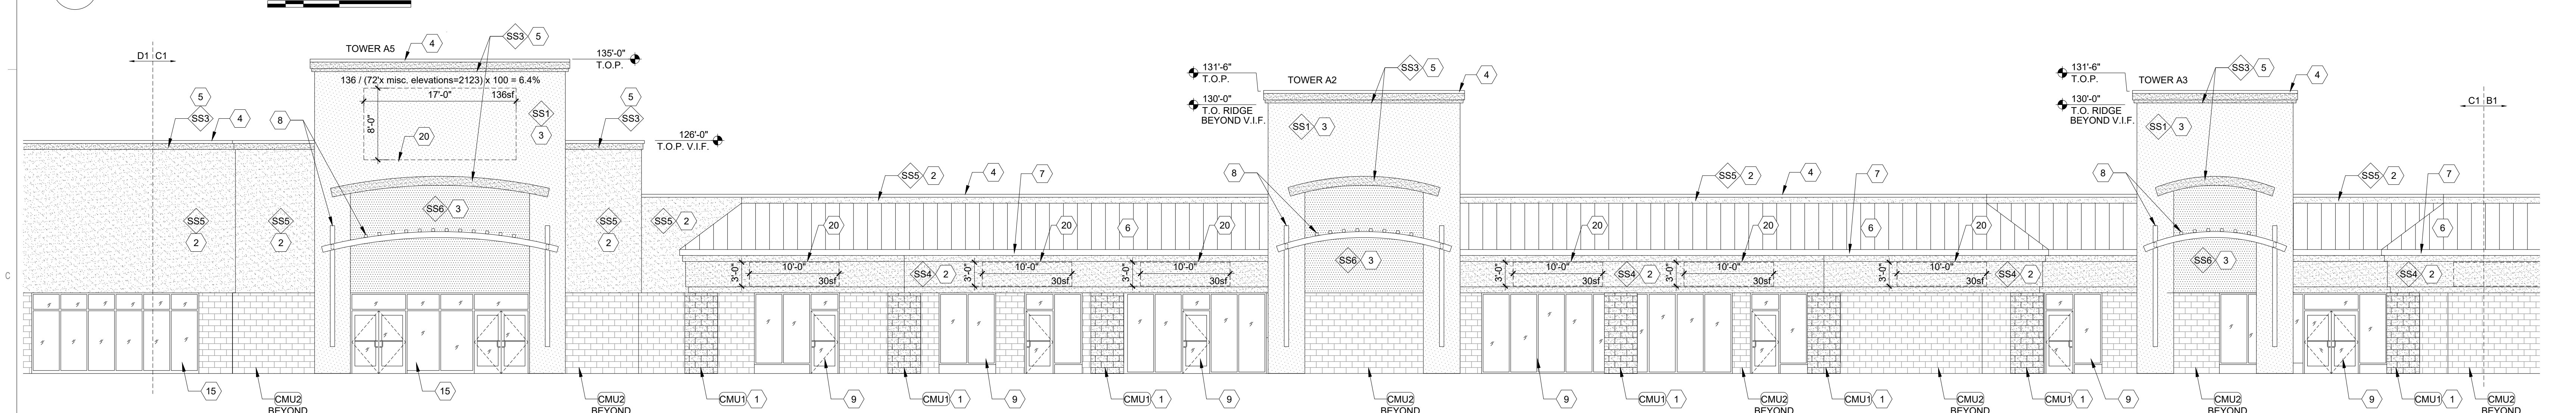 D1 C1
TOWER A5
4
SS3 5
135'-0"
T.O.P.
136 / (72'x misc. elevations=2123) x 100 = 6.4%
17'-0"
136sf
8'-0"
20
SS1
3
5
SS3
4
8
5
SS3
126'-0"
T.O.P. V.I.F.
SS5
2
SS5
2
SS6 3
SS5
2
SS5 2
SS5 2
4
7
20
20
6
20
3'-0"
10'-0"
30sf
SS4 2
3'-0"
10'-0"
30sf
3'-0"
10'-0"
30sf
131'-6"
T.O.P.
130'-0"
T.O. RIDGE
BEYOND V.I.F.
TOWER A2
SS3 5
4
SS1 3
8
SS6 3
SS5 2
4
7
20
20
6
20
3'-0"
10'-0"
30sf
SS4 2
10'-0"
30sf
3'-0"
10'-0"
30sf
SS4 2
131'-6"
T.O.P.
130'-0"
T.O. RIDGE
BEYOND V.I.F.
TOWER A3
SS3 5
4
SS1 3
8
SS6 3
C1 B1
SS5 2
7
6
SS4 2
C
15
CMU2
BEYOND
15
CMU2
BEYOND
CMU1 1
9
CMU1 1
9
CMU1 1
9
CMU2
BEYOND
9
CMU1 1
CMU2
BEYOND
CMU1 1
CMU2
BEYOND
CMU1 1
9
CMU2
BEYOND
9
CMU1 1
CMU2
BEYOND